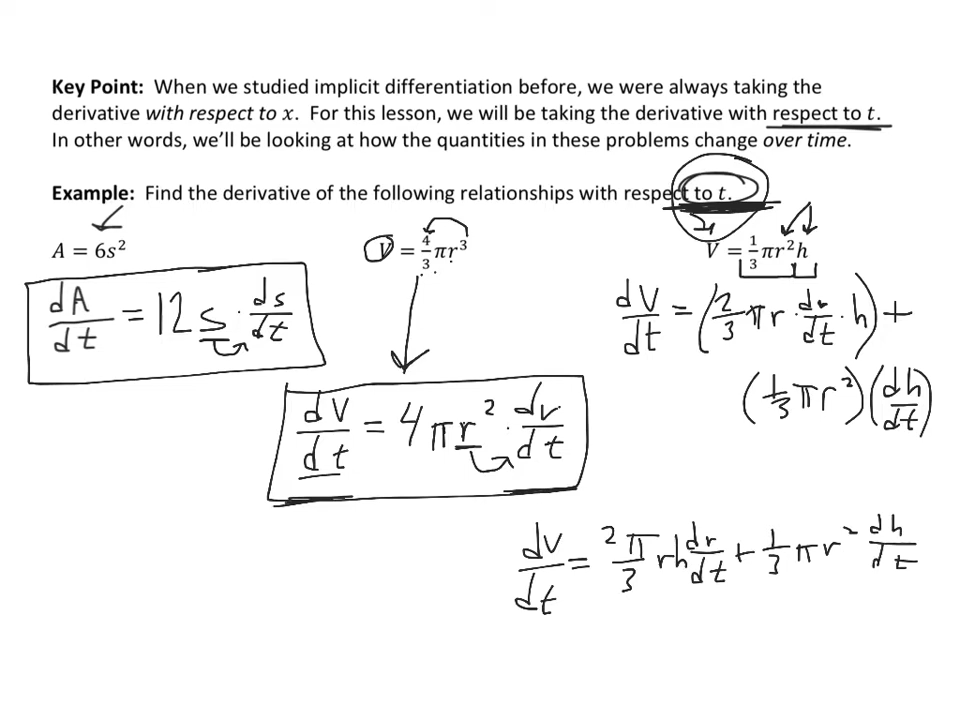 Key Point: When we studied implicit differentiation before, we were always taking the
derivative with respect to x. For this lesson, we will be taking the derivative with respect to t.
In other words, we'll be looking at how the quantities in these problems change over time.
Example: Find the derivative of the following relationships with respect to t.
A = 6s²
V = 4/3 πr³
V = 1/3 πr²h
dA/dt = 12s · ds/dt
dV/dt = 4πr² · dr/dt
dV/dt = (2/3 πr · dr/dt · h) +
(1/3 πr²)(dh/dt)
dV/dt = 2π/3 rh dr/dt + 1/3 πr² dh/dt